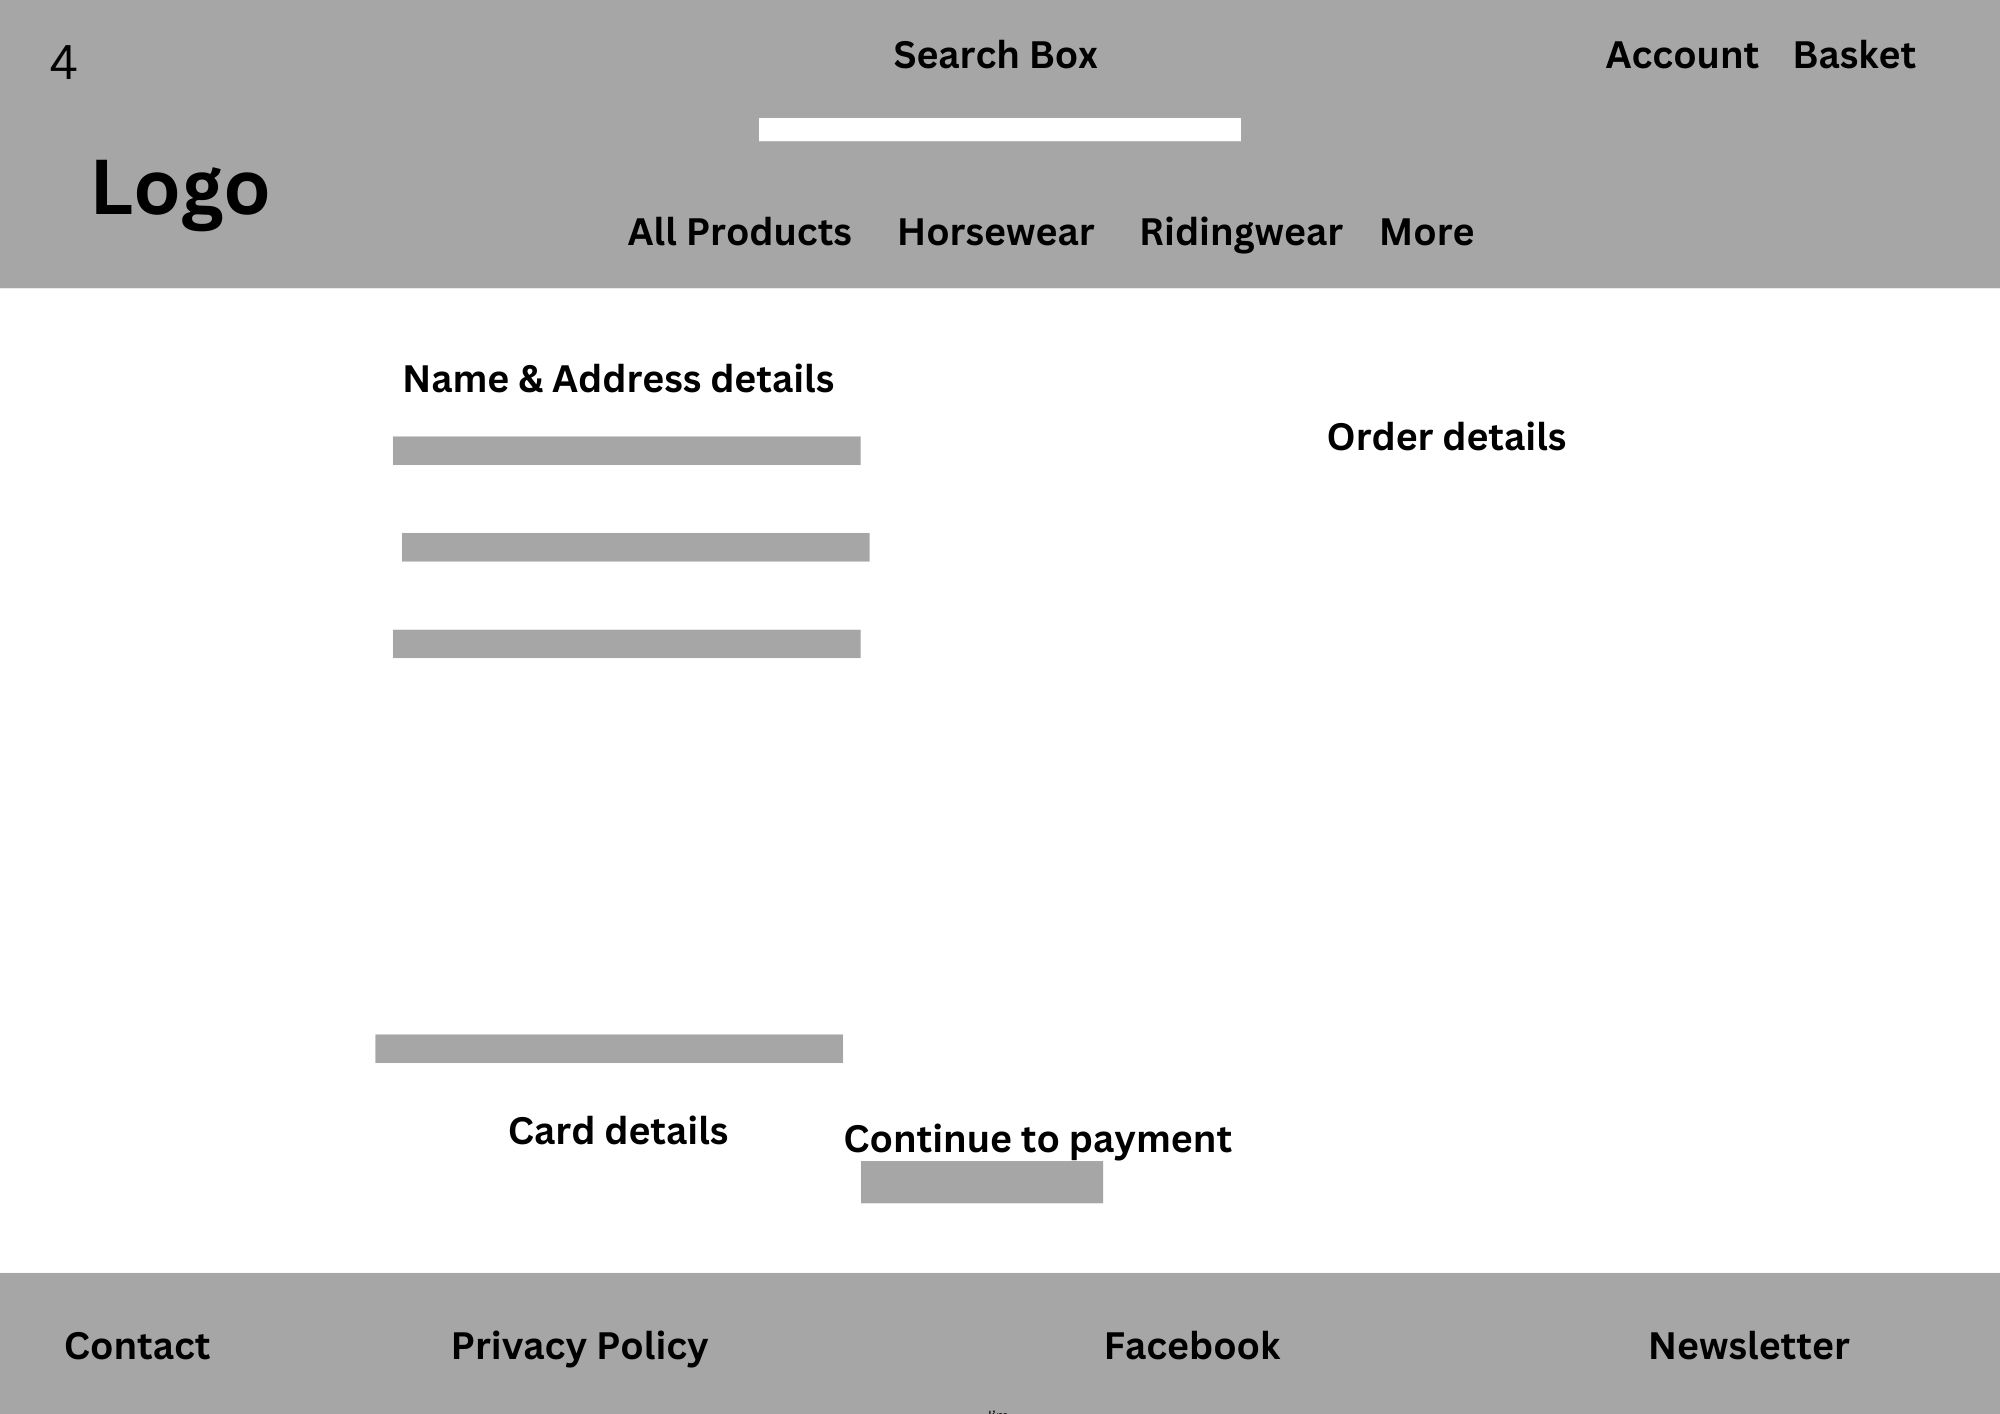 4
Search Box
Account Basket
Logo
All Products Horsewear Ridingwear More
Name & Address details
Order details
Card details
Continue to payment
Contact Privacy Policy Facebook Newsletter